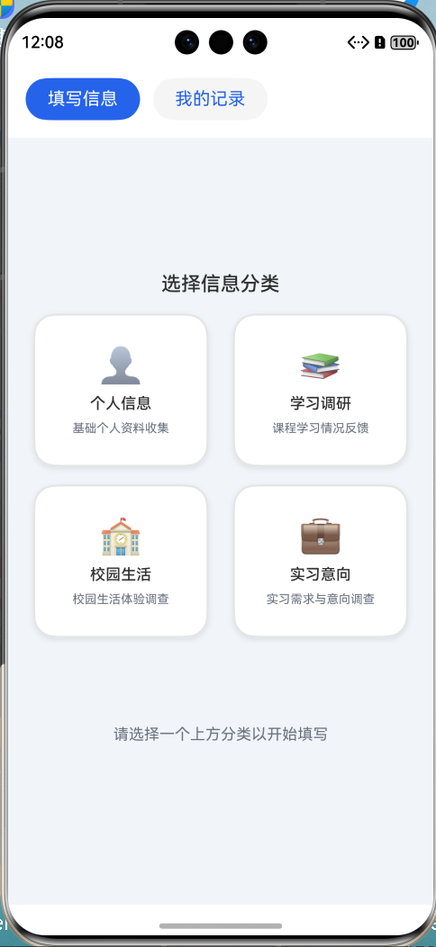 12:08
100
填写信息
我的记录
选择信息分类
个人信息
基础个人资料收集
学习调研
课程学习情况反馈
校园生活
校园生活体验调查
实习意向
实习需求与意向调查
请选择一个上方分类以开始填写